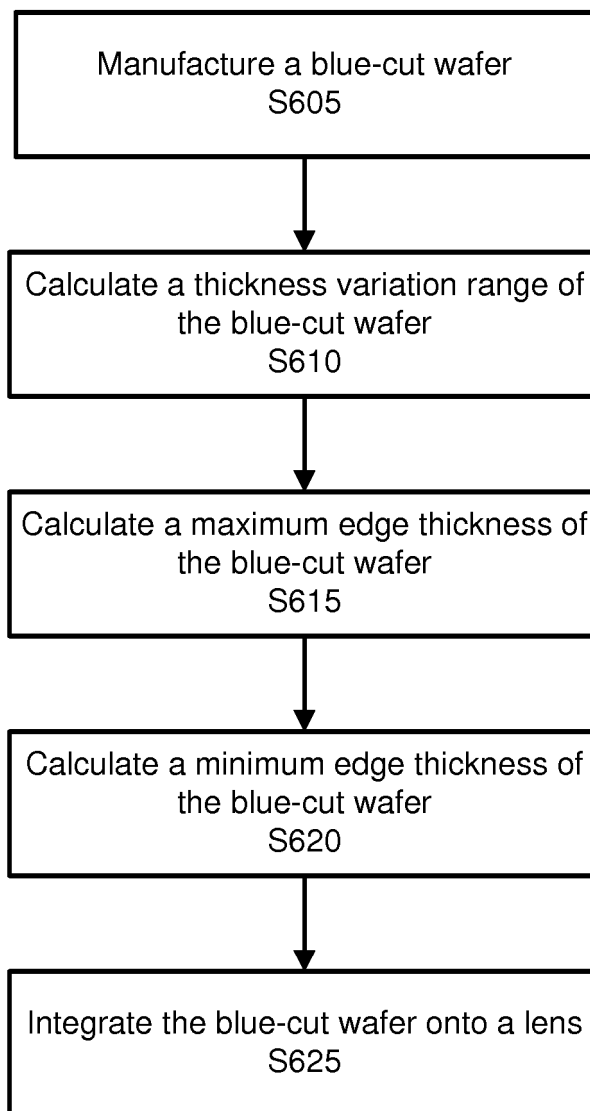 Manufacture a blue-cut wafer
S605
Calculate a thickness variation range of
the blue-cut wafer
S610
Calculate a maximum edge thickness of
the blue-cut wafer
S615
Calculate a minimum edge thickness of
the blue-cut wafer
S620
Integrate the blue-cut wafer onto a lens
S625